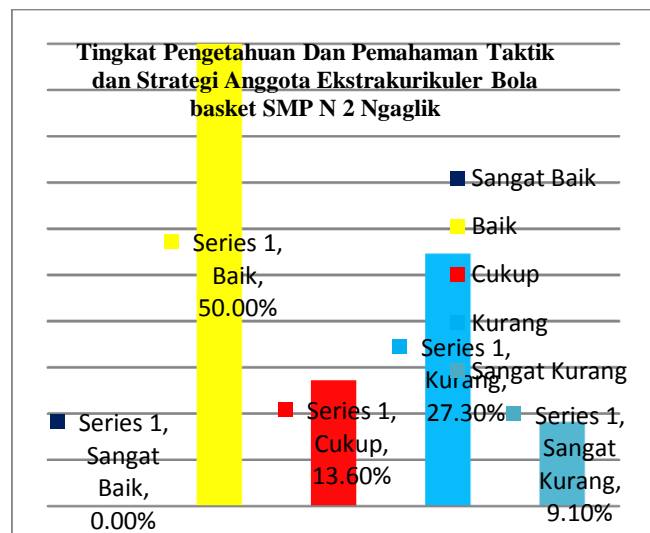 Tingkat Pengetahuan Dan Pemahaman Taktik
dan Strategi Anggota Ekstrakurikuler Bola
basket SMP N 2 Ngaglik
Sangat Baik
Baik
Cukup
Kurang
Sangat Kurang
Series 1,
Sangat
Baik,
0.00%
Series 1,
Baik,
50.00%
Series 1,
Cukup,
13.60%
Series 1,
Kurang,
27.30%
Series 1,
Sangat
Kurang,
9.10%